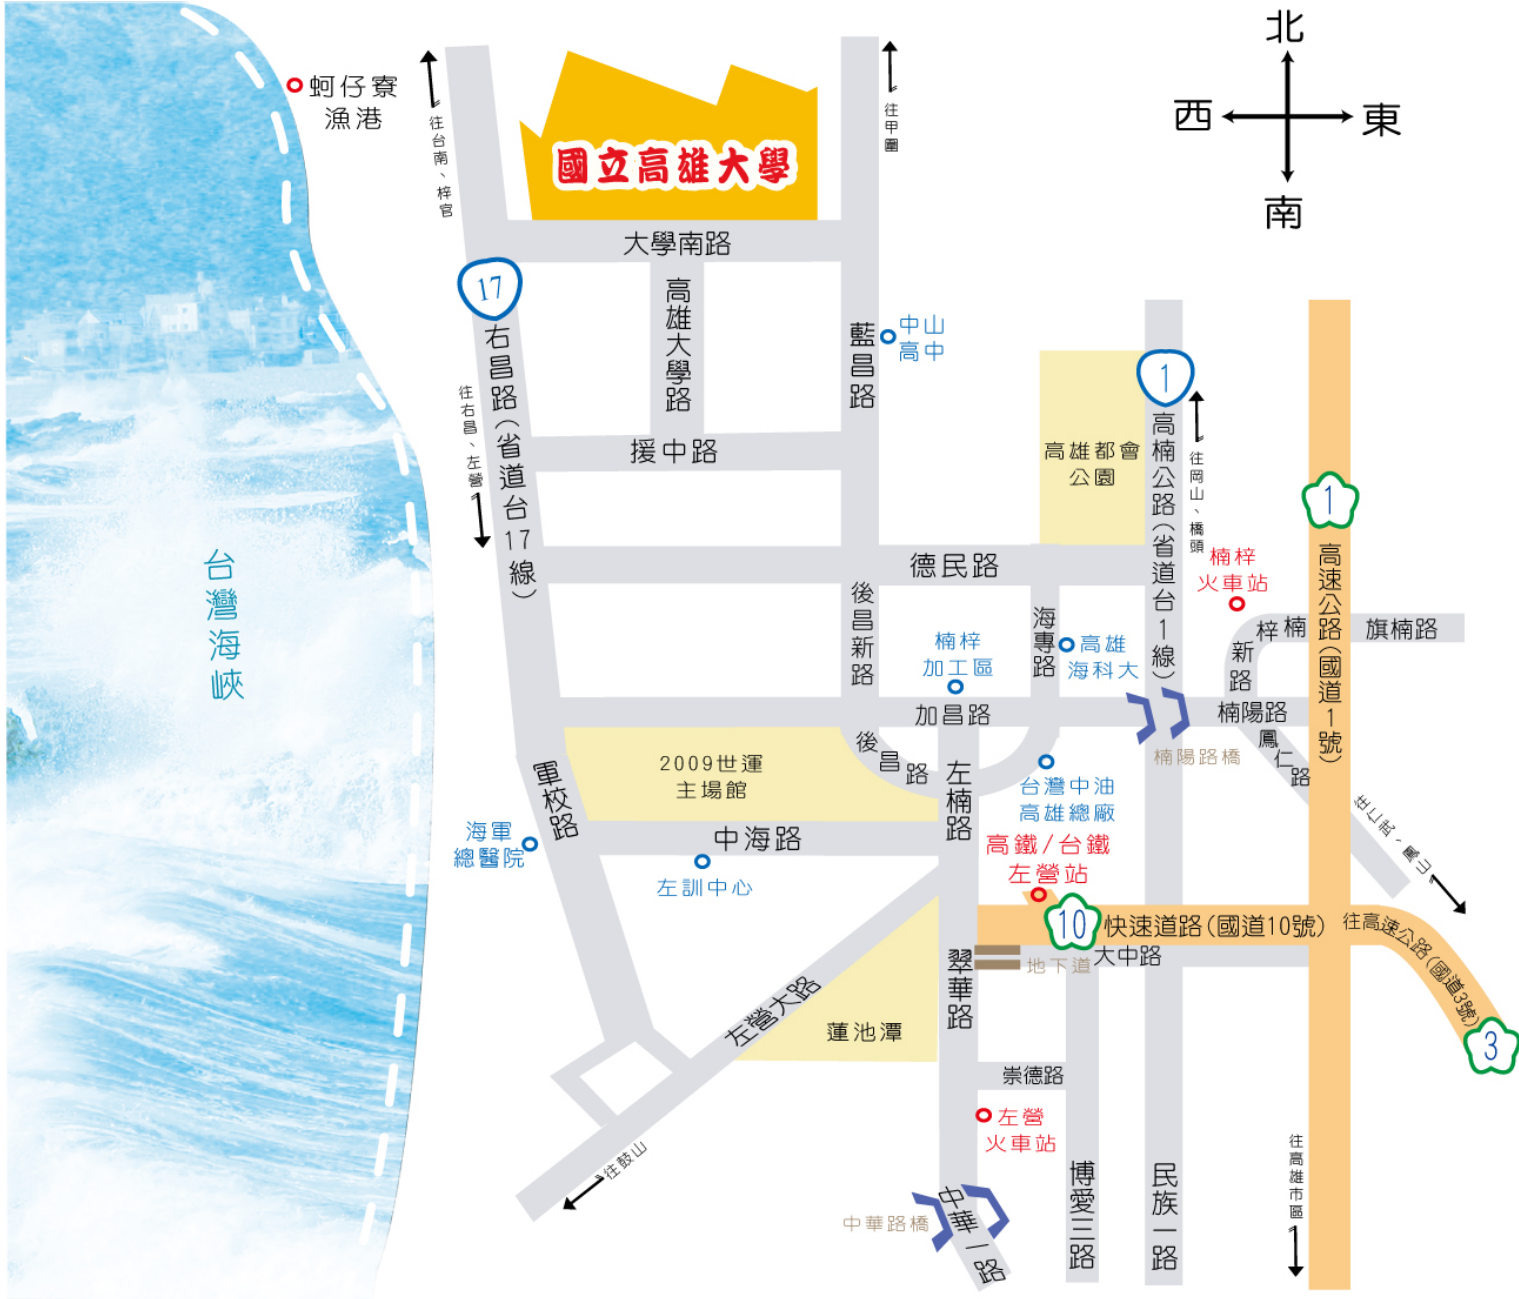 北
西
東
南
蚵仔寮
漁港
往台南、梓官
國立高雄大學
往甲圍
大學南路
17
右昌路(省道台17線)
高雄大學路
藍昌路
中山
高中
往右昌、左營
援中路
1
高楠公路(省道台1線)
高雄都會
公園
往岡山、橋頭
1
高速公路(國道1號)
台灣海峽
德民路
楠梓
火車站
後昌新路
海專路
楠梓
加工區
高雄
海科大
梓楠
新路
旗楠路
加昌路
楠陽路
楠陽路橋
鳳仁路
2009世運
主場館
後昌路
左楠路
台灣中油
高雄總廠
軍校路
海軍
總醫院
中海路
左訓中心
高鐵/台鐵
左營站
往仁武、鳳山
10
快速道路(國道10號)
往高速公路(國道3號)
3
地下道
大中路
翠華路
左營大路
蓮池潭
崇德路
左營
火車站
往鼓山
中華路橋
中華一路
博愛三路
民族一路
往高雄市區